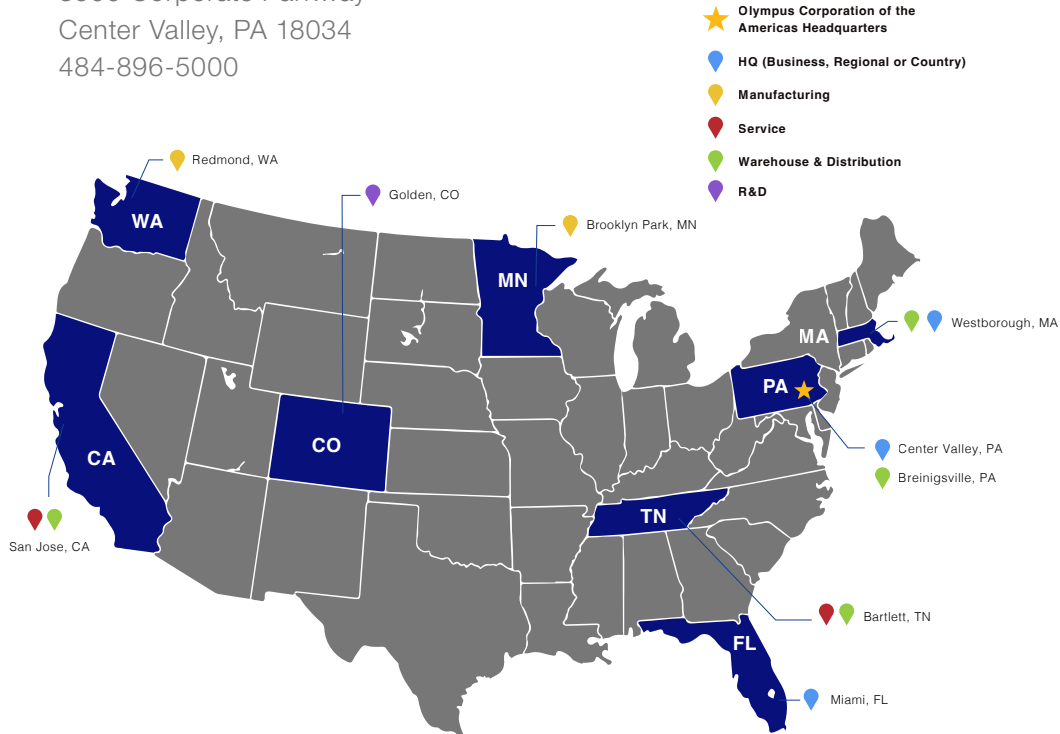 Center Valley, PA 18034
484-896-5000
Olympus Corporation of the
Americas Headquarters
HQ (Business, Regional or Country)
Manufacturing
Service
Warehouse & Distribution
R&D
Redmond, WA
Golden, CO
Brooklyn Park, MN
WA
MN
MA
Westborough, MA
PA
CO
CA
Center Valley, PA
Breinigsville, PA
TN
San Jose, CA
Bartlett, TN
FL
Miami, FL